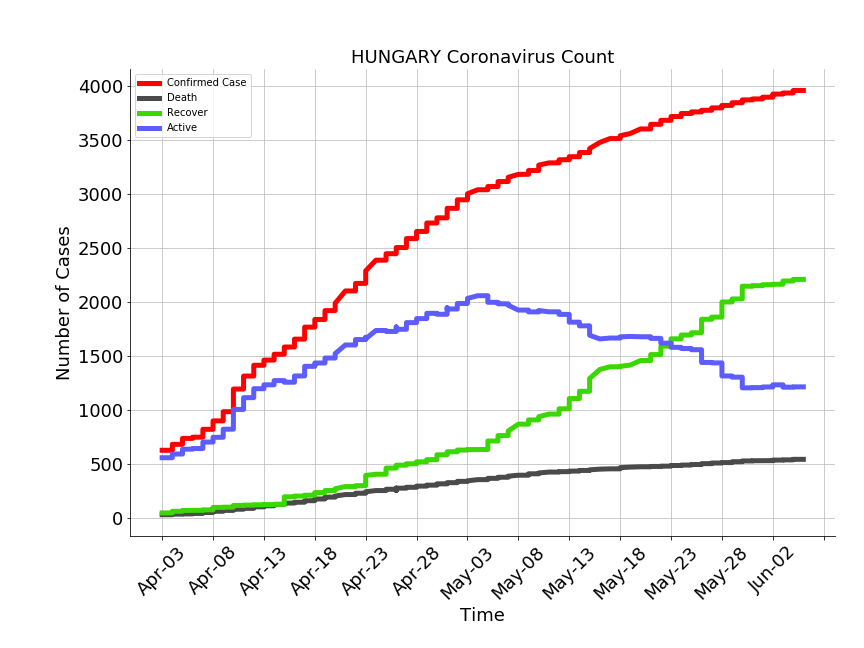 HUNGARY Coronavirus Count
Confirmed Case
Death
Recover
Active
Number of Cases
4000
3500
3000
2500
2000
1500
1000
500
0
Apr-03
Apr-08
Apr-13
Apr-18
Apr-23
Apr-28
May-03
May-08
May-13
May-18
May-23
May-28
Jun-02
Time